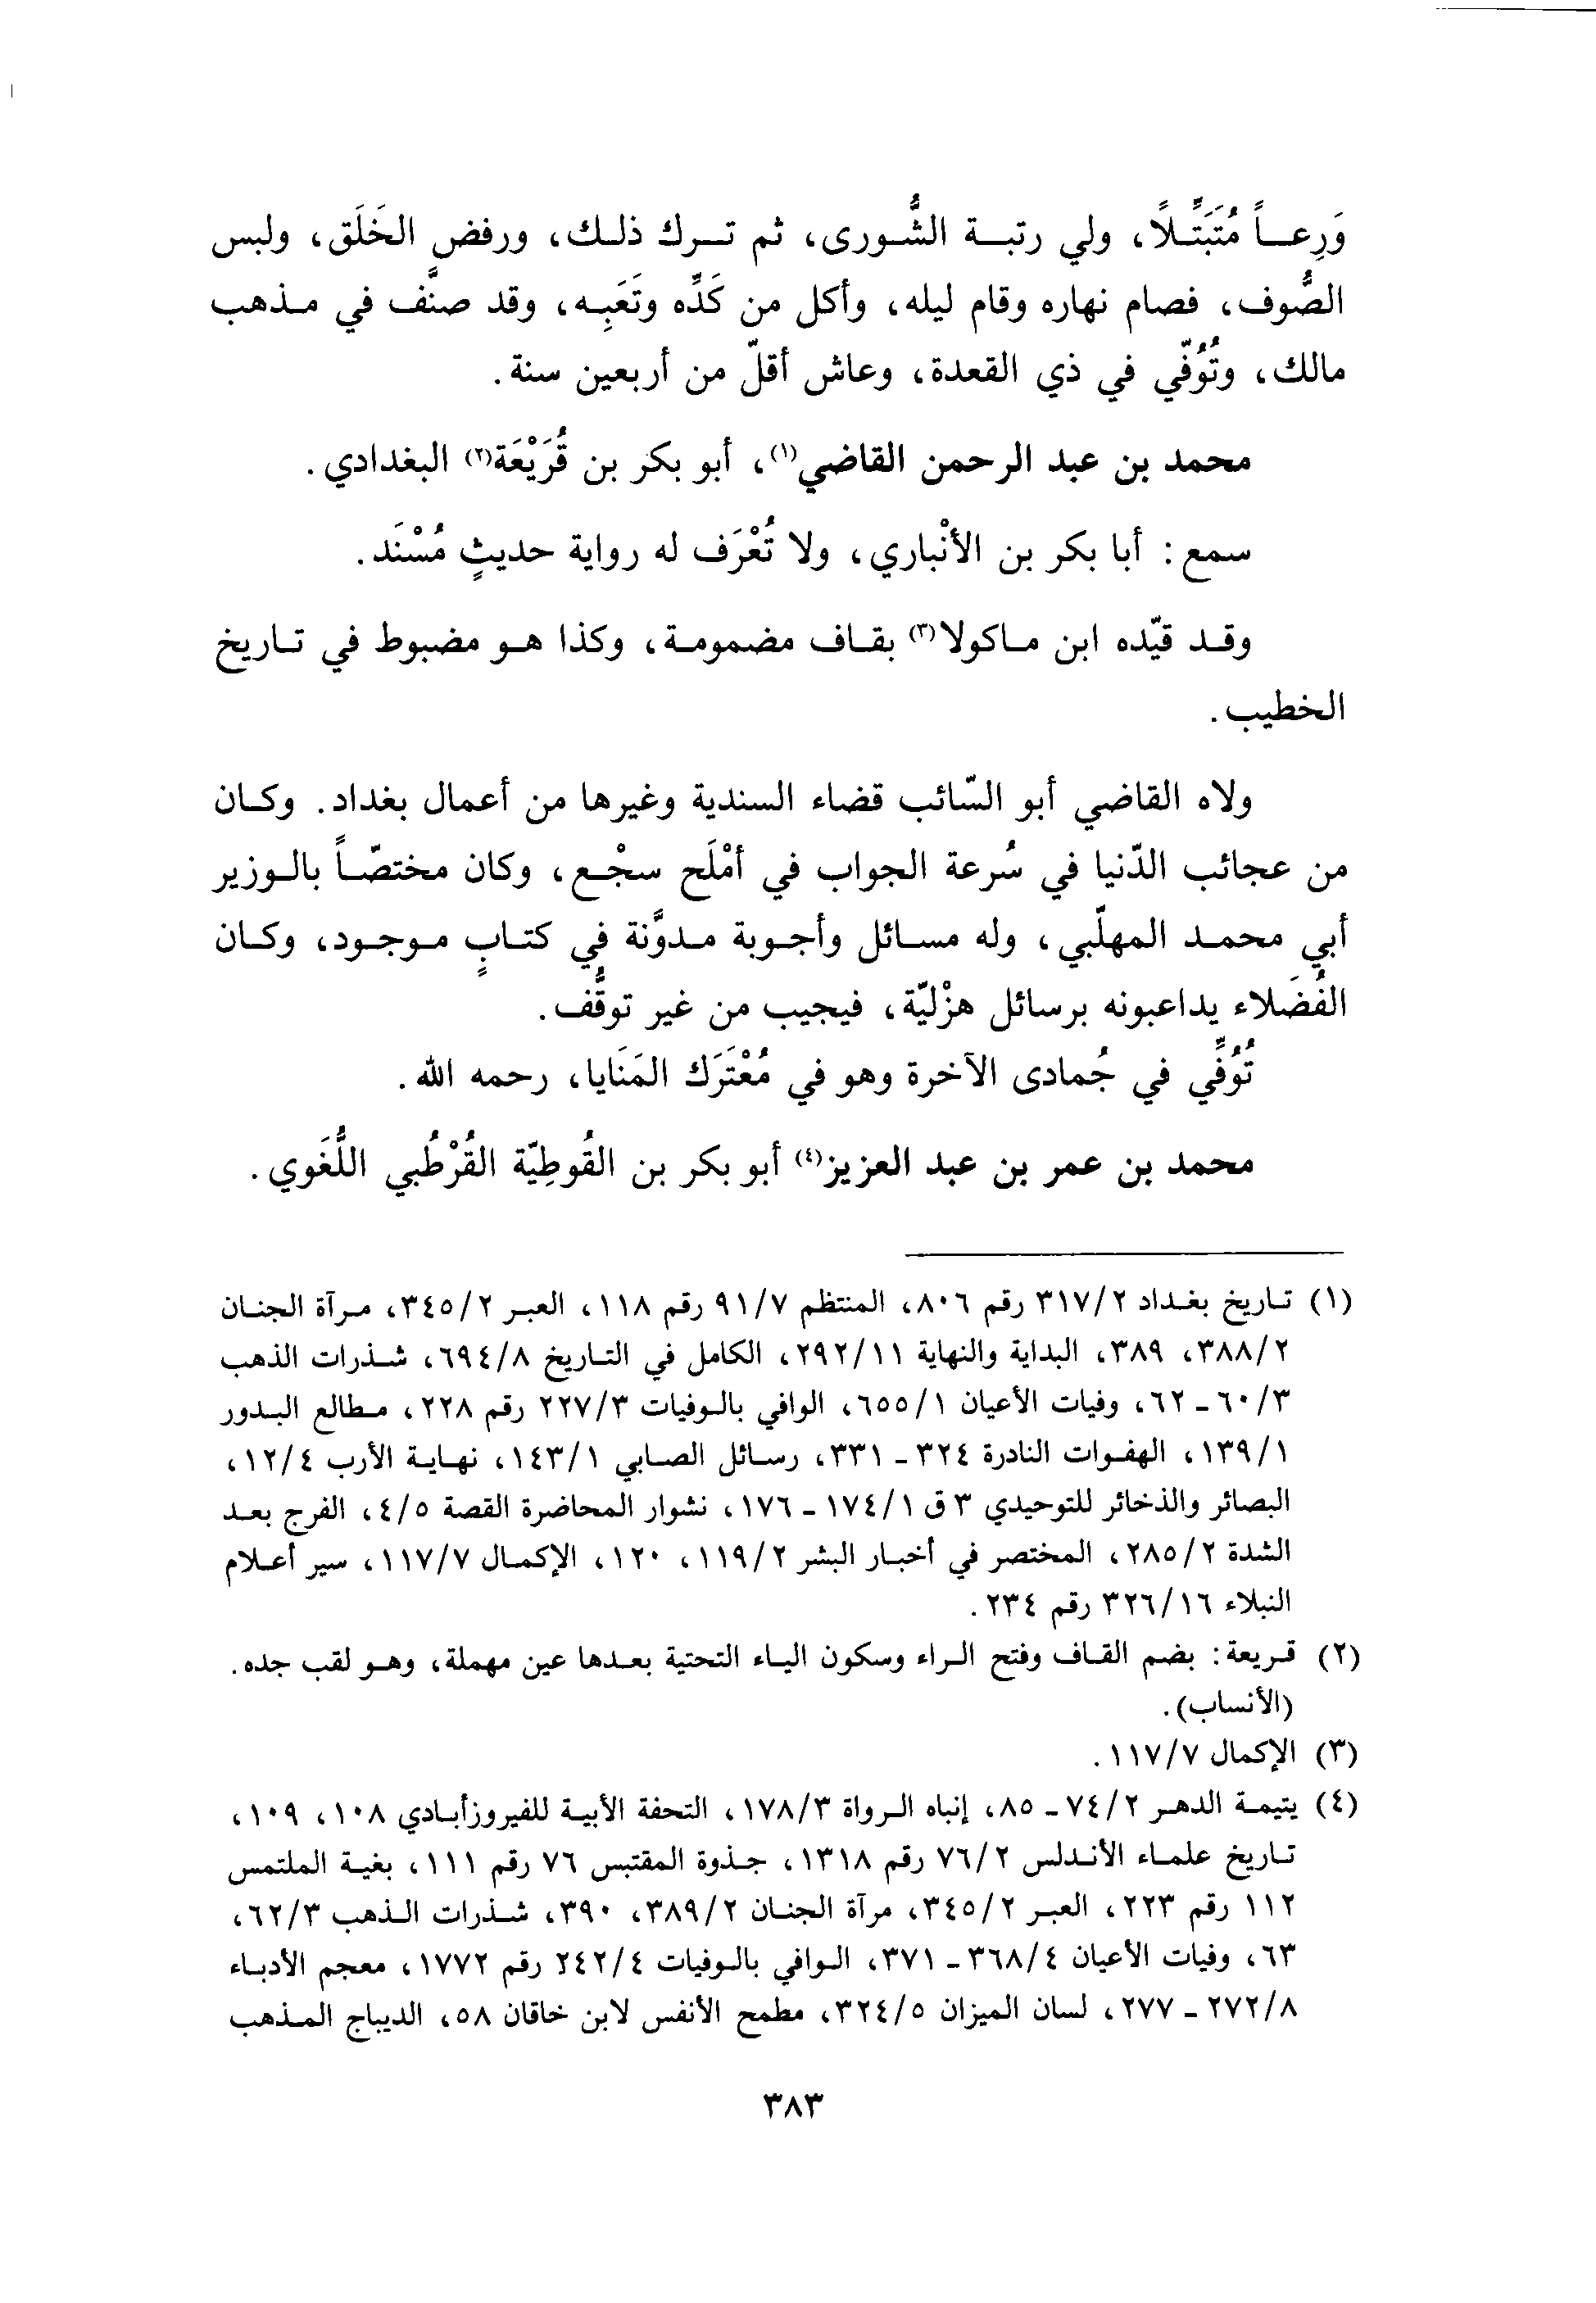 وَرِعاً مُتَبَتِّلاً، ولي رتبة الشُّورى، ثم ترك ذلك، ورفض الخَلَق، ولبس
الصُّوف، فصام نهاره وقام ليله، وأكل من كَدِّه وتَعَبِه، وقد صنَّف في مذهب
مالك، وتُوُفّي في ذي القعدة، وعاش أقلّ من أربعين سنة.
محمد بن عبد الرحمن القاضي(١)، أبو بكر بن قُرَيْعَة(٢) البغدادي.
سمع: أبا بكر بن الأنْباري، ولا تُعْرَف له رواية حديثٍ مُسْنَد.
وقد قيّده ابن ماكولا(٣) بقاف مضمومة، وكذا هو مضبوط في تاريخ
الخطيب.
ولاه القاضي أبو السّائب قضاء السندية وغيرها من أعمال بغداد. وكان
من عجائب الدّنيا في سُرعة الجواب في أمْلَح سجْع، وكان مختصّاً بالوزير
أبي محمد المهلّبي، وله مسائل وأجوبة مدوَّنة في كتابٍ موجود، وكان
الفُضَلاء يداعبونه برسائل هزْليّة، فيجيب من غير توقُّف.
تُوُفِّي في جُمادى الآخرة وهو في مُعْتَرَك المَنَايا، رحمه الله.
محمد بن عمر بن عبد العزيز(٤) أبو بكر بن القُوطِيّة القُرْطُبي اللُّغَوي.
(١) تاريخ بغداد ٣١٧/٢ رقم ٨٠٦، المنتظم ٩١/٧ رقم ١١٨، العبر ٣٤٥/٢، مرآة الجنان
٣٨٨/٢، ٣٨٩، البداية والنهاية ٢٩٢/١١، الكامل في التاريخ ٦٩٤/٨، شذرات الذهب
٦٠/٣ - ٦٢، وفيات الأعيان ٦٥٥/١، الوافي بالوفيات ٢٢٧/٣ رقم ٢٢٨، مطالع البدور
١٣٩/١، الهفوات النادرة ٣٢٤ - ٣٣١، رسائل الصابي ١٤٣/١، نهاية الأرب ١٢/٤،
البصائر والذخائر للتوحيدي ٣ ق ١٧٤/١ - ١٧٦، نشوار المحاضرة القصة ٤/٥، الفرج بعد
الشدة ٢٨٥/٢، المختصر في أخبار البشر ١١٩/٢، ١٢٠، الإكمال ١١٧/٧، سير أعلام
النبلاء ٣٢٦/١٦ رقم ٢٣٤.
(٢) قريعة: بضم القاف وفتح الراء وسكون الياء التحتية بعدها عين مهملة، وهو لقب جده.
(الأنساب).
(٣) الإكمال ١١٧/٧.
(٤) يتيمة الدهر ٧٤/٢ - ٨٥، إنباه الرواة ١٧٨/٣، التحفة الأبية للفيروزأبادي ١٠٨، ١٠٩،
تاريخ علماء الأندلس ٧٦/٢ رقم ١٣١٨، جذوة المقتبس ٧٦ رقم ١١١، بغية الملتمس
١١٢ رقم ٢٢٣، العبر ٣٤٥/٢، مرآة الجنان ٣٨٩/٢، ٣٩٠، شذرات الذهب ٦٢/٣،
٦٣، وفيات الأعيان ٣٦٨/٤ - ٣٧١، الوافي بالوفيات ٢٤٢/٤ رقم ١٧٧٢، معجم الأدباء
٢٧٢/٨ - ٢٧٧، لسان الميزان ٣٢٤/٥، مطمح الأنفس لابن خاقان ٥٨، الديباج المذهب
٣٨٣